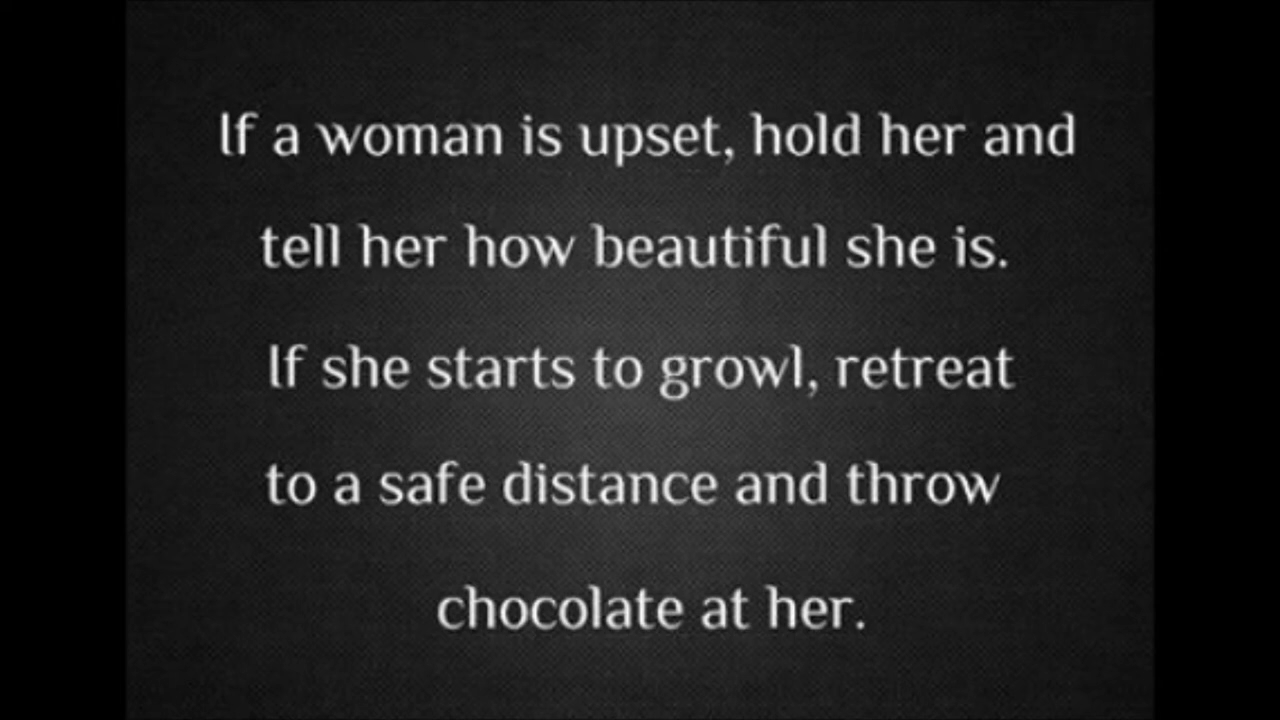 If a woman is upset, hold her and
tell her how beautiful she is.
If she starts to growl, retreat
to a safe distance and throw
chocolate at her.